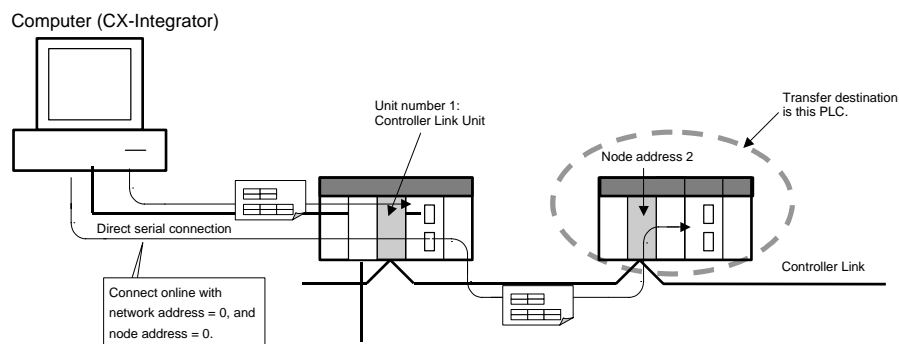 Computer (CX-Integrator)
Unit number 1:
Controller Link Unit
Transfer destination
is this PLC.
Node address 2
Direct serial connection
Controller Link
Connect online with
network address = 0, and
node address = 0.